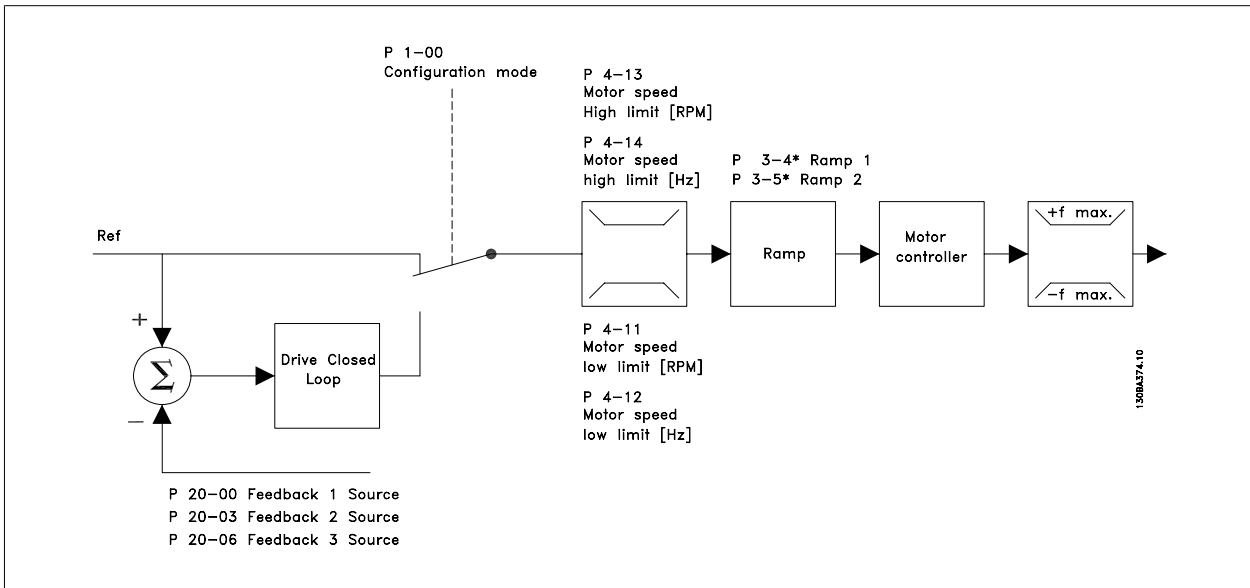 P 1-00
Configuration mode
P 4-13
Motor speed
High limit [RPM]
P 4-14
Motor speed
high limit [Hz]
P 3-4* Ramp 1
P 3-5* Ramp 2
Ref
+
Σ
−
Drive Closed
Loop
Ramp
Motor
controller
+f max.
−f max.
P 4-11
Motor speed
low limit [RPM]
P 4-12
Motor speed
low limit [Hz]
P 20-00 Feedback 1 Source
P 20-03 Feedback 2 Source
P 20-06 Feedback 3 Source
130BA374.10